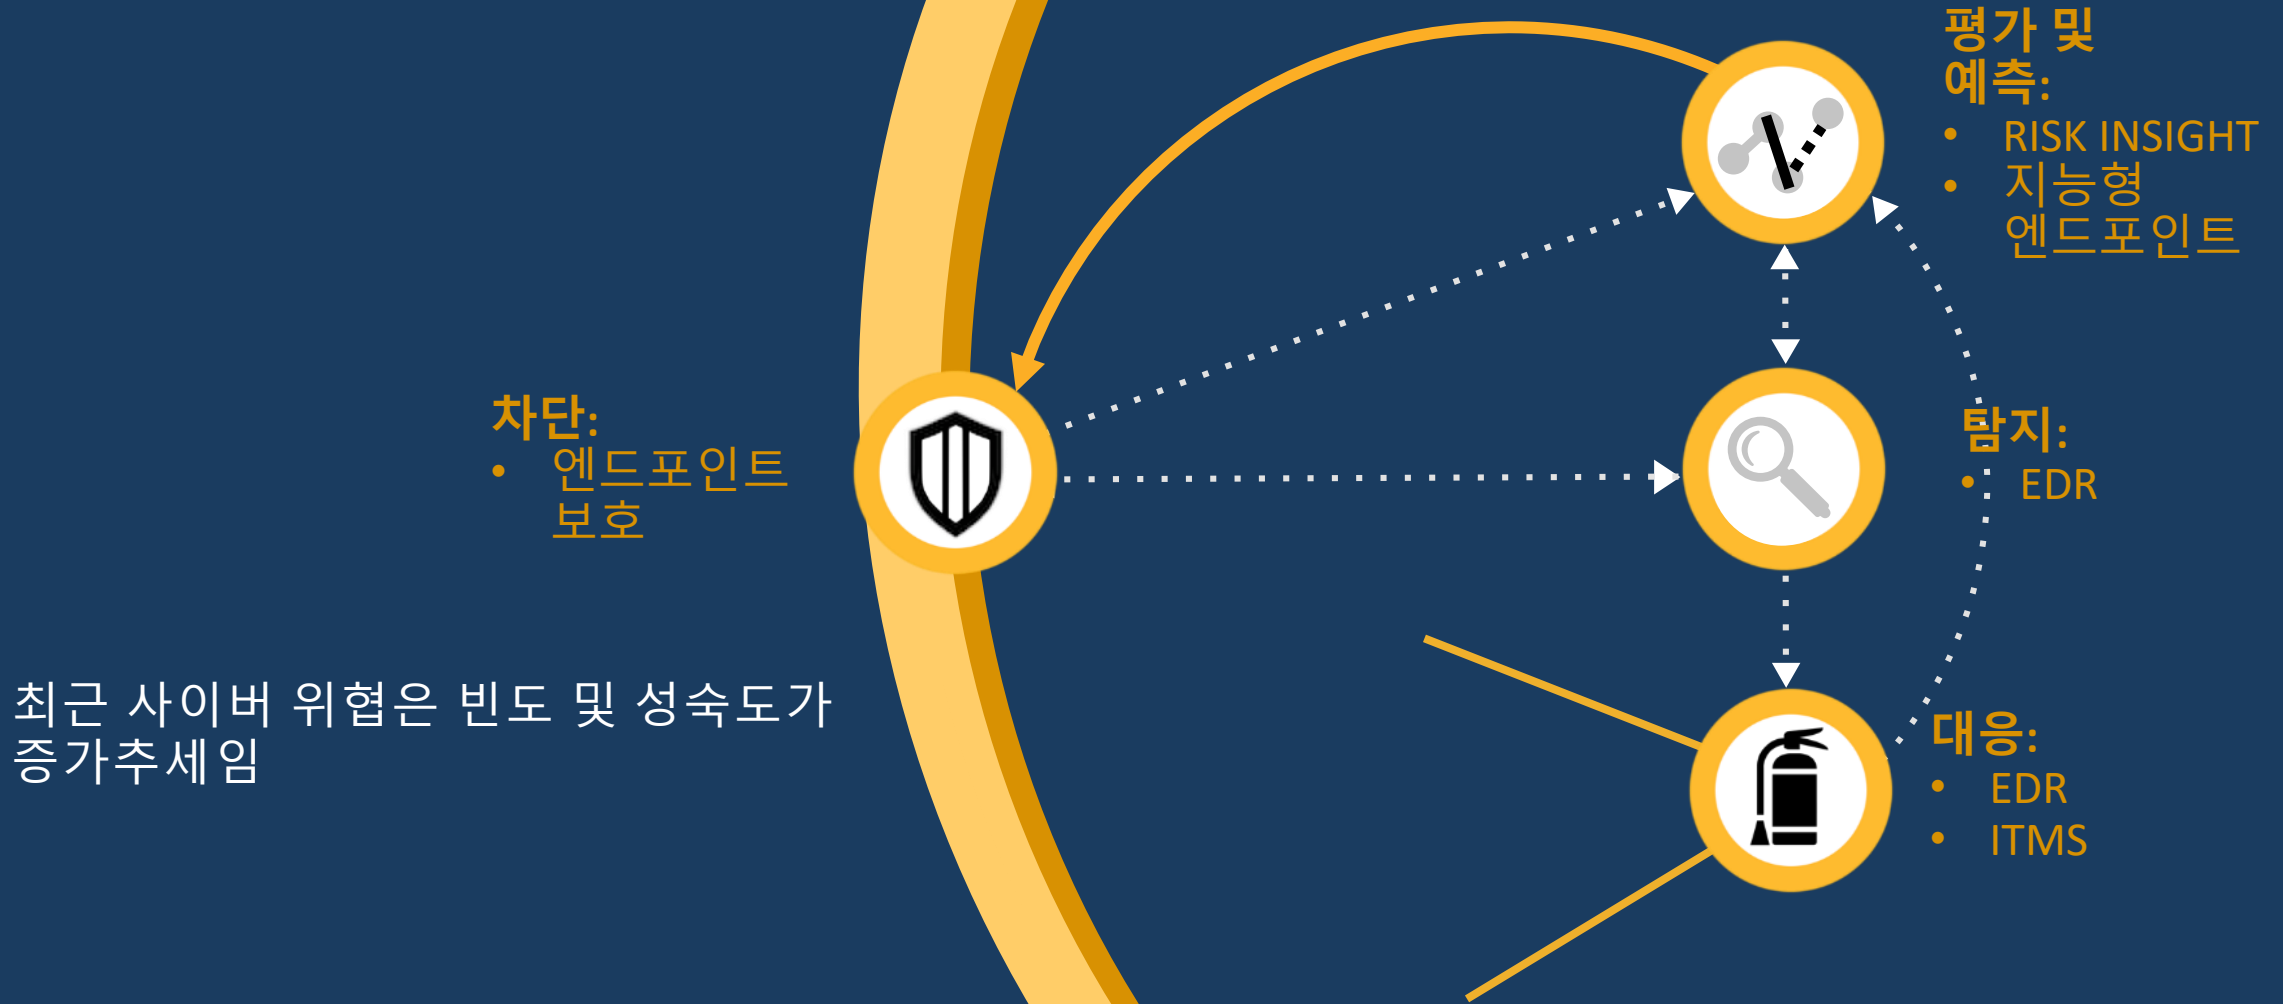 평가 및
예측:
• RISK INSIGHT
• 지능형
엔드포인트
차단:
• 엔드포인트
보호
탐지:
• EDR
최근 사이버 위협은 빈도 및 성숙도가
증가추세임
대응:
• EDR
• ITMS